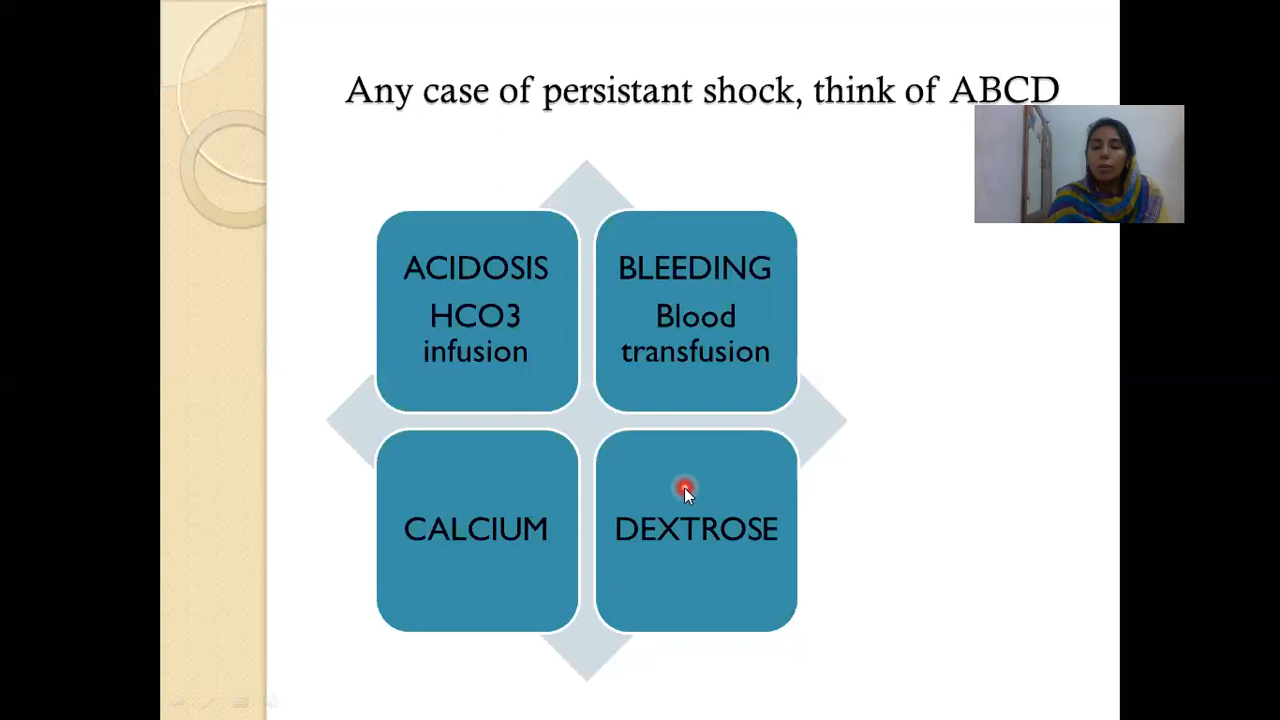 Any case of persistant shock, think of ABCD
ACIDOSIS
HCO3
infusion
BLEEDING
Blood
transfusion
CALCIUM
DEXTROSE